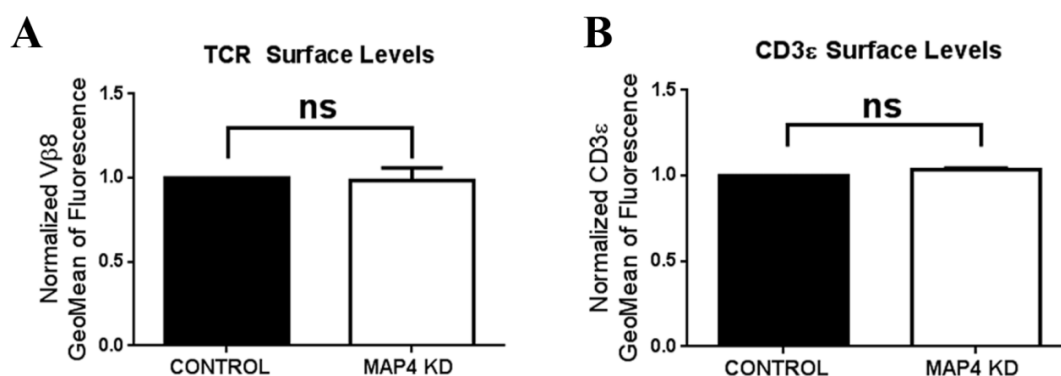 A
TCR Surface Levels
Normalized Vβ8
GeoMean of Fluorescence
1.5
1.0
0.5
0.0
ns
CONTROL
MAP4 KD
B
CD3ε Surface Levels
Normalized CD3ε
GeoMean of Fluorescence
1.5
1.0
0.5
0.0
ns
CONTROL
MAP4 KD